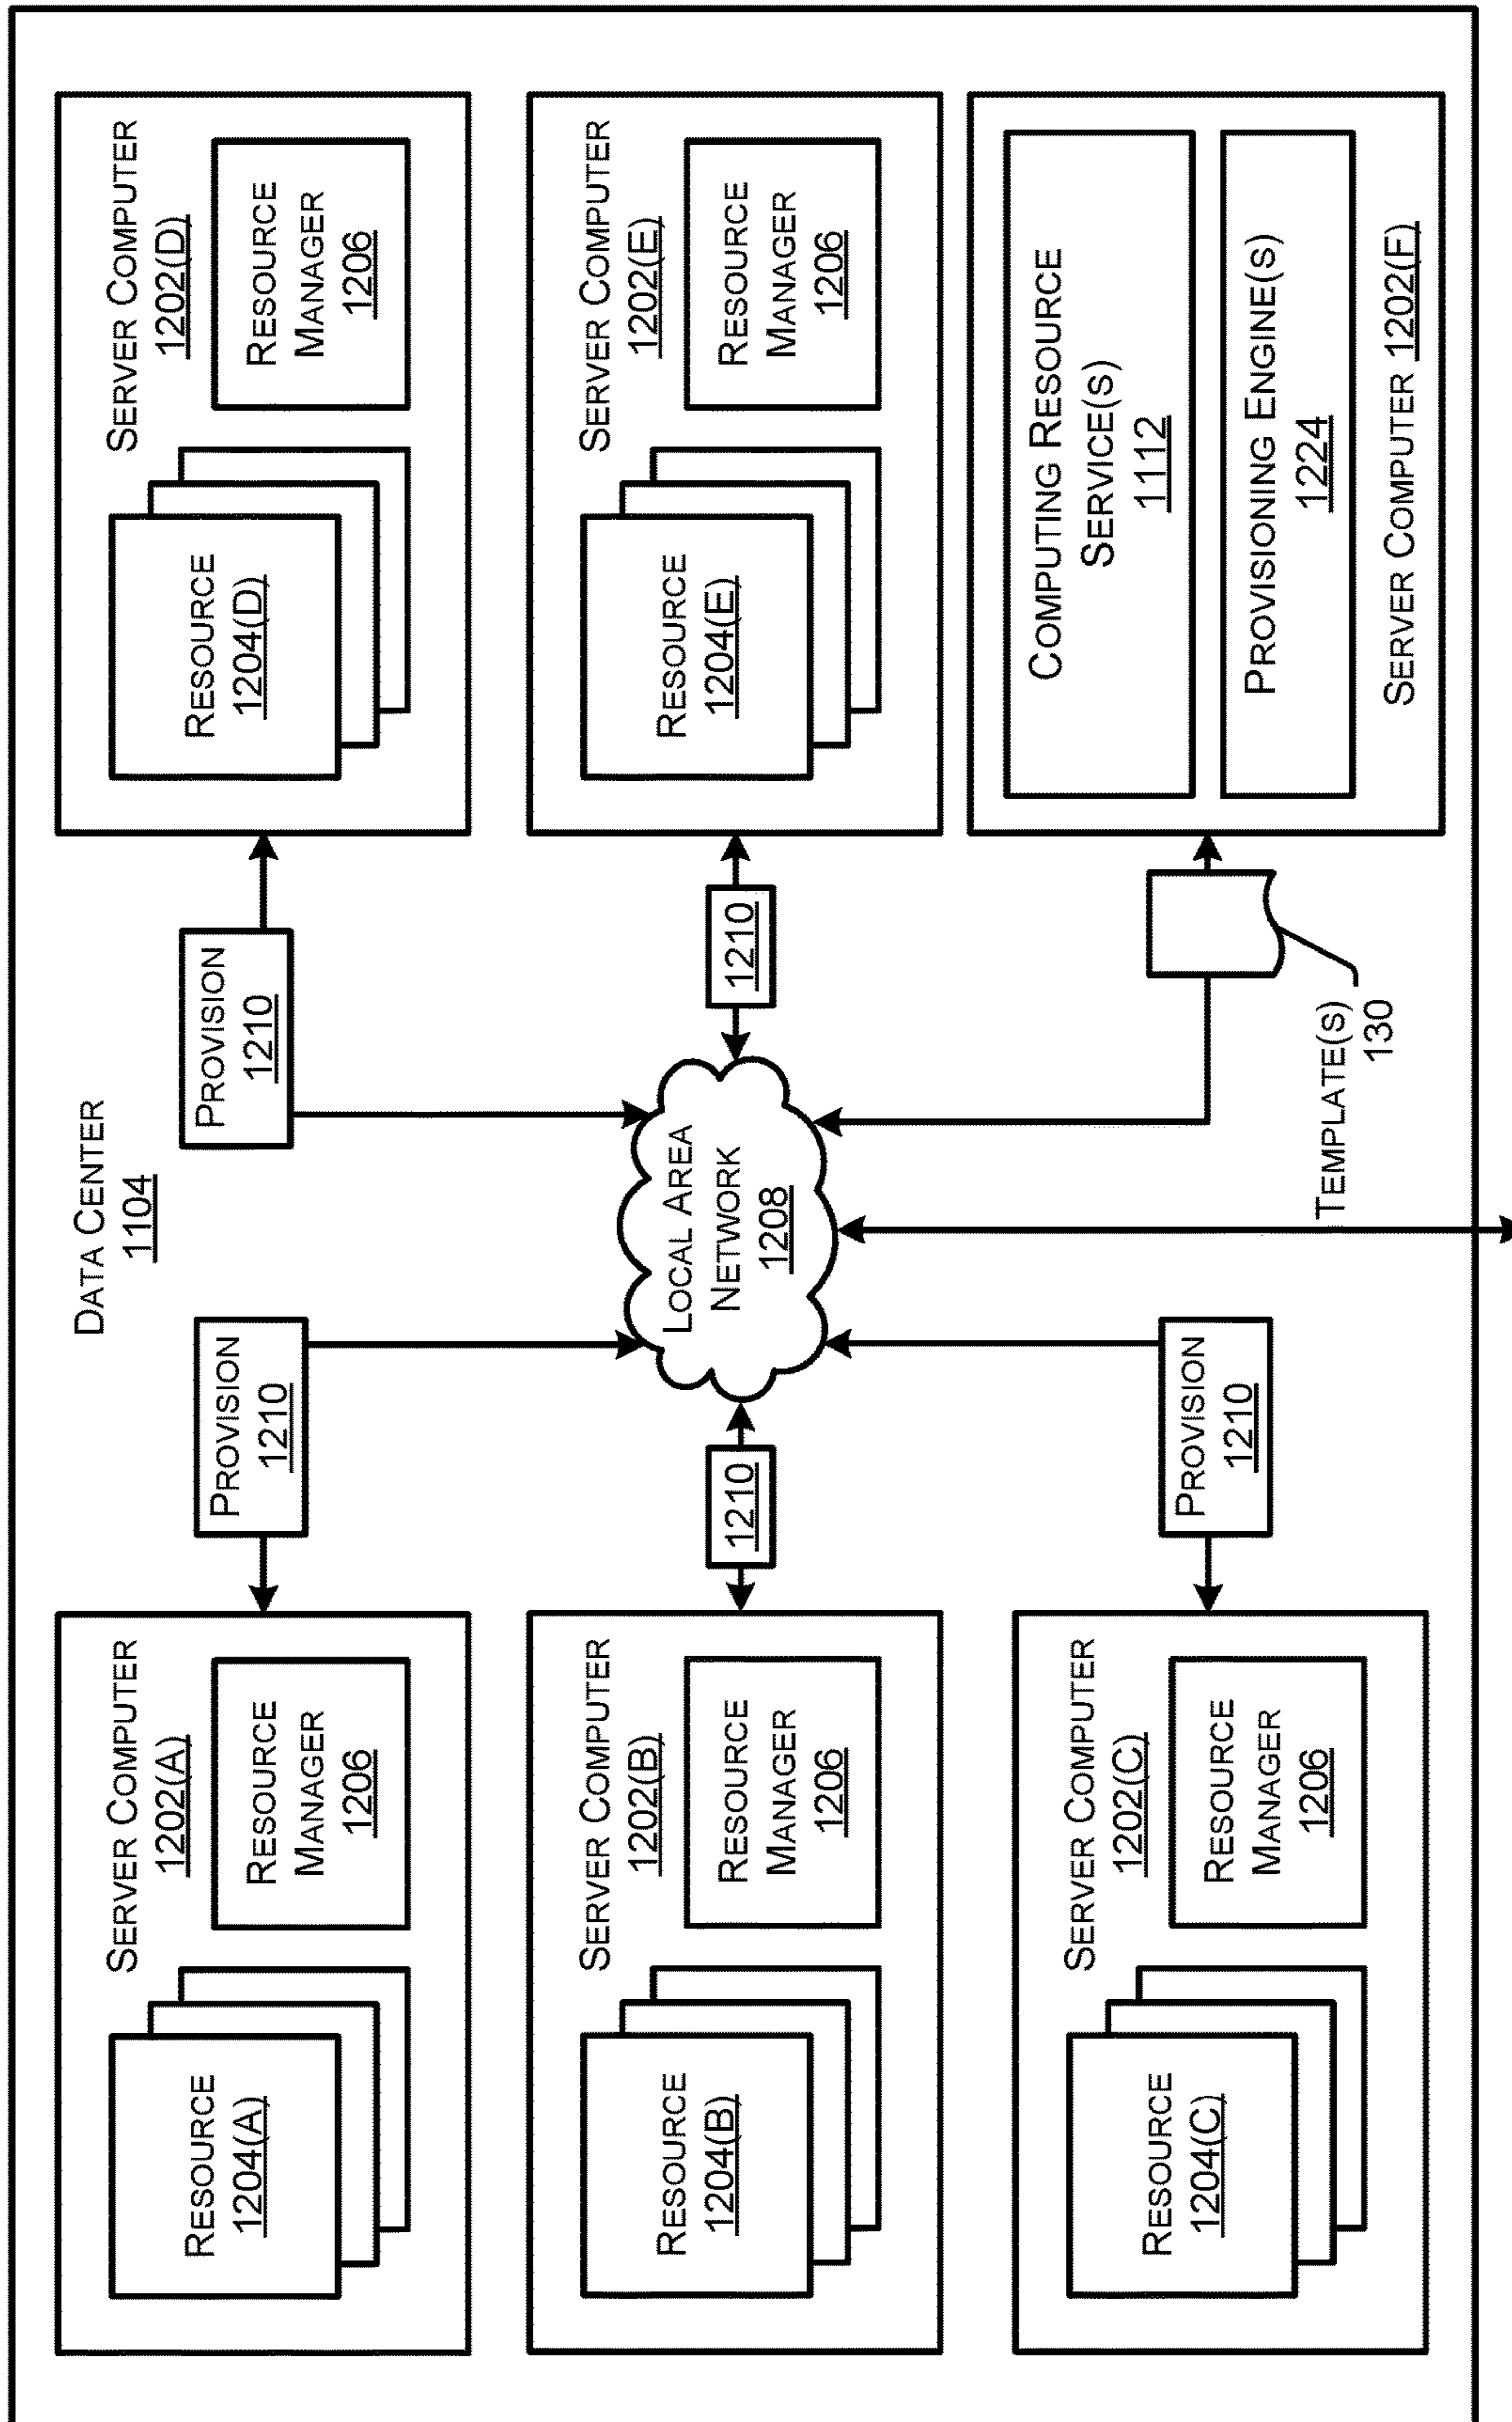 DATA CENTER
1104
SERVER COMPUTER
1202(A)
RESOURCE
1204(A)
RESOURCE
MANAGER
1206
PROVISION
1210
PROVISION
1210
SERVER COMPUTER
1202(D)
RESOURCE
1204(D)
RESOURCE
MANAGER
1206
SERVER COMPUTER
1202(B)
RESOURCE
1204(B)
RESOURCE
MANAGER
1206
1210
LOCAL AREA
NETWORK
1208
1210
SERVER COMPUTER
1202(E)
RESOURCE
1204(E)
RESOURCE
MANAGER
1206
SERVER COMPUTER
1202(C)
RESOURCE
1204(C)
RESOURCE
MANAGER
1206
PROVISION
1210
TEMPLATE(S)
130
COMPUTING RESOURCE
SERVICE(S)
1112
PROVISIONING ENGINE(S)
1224
SERVER COMPUTER 1202(F)